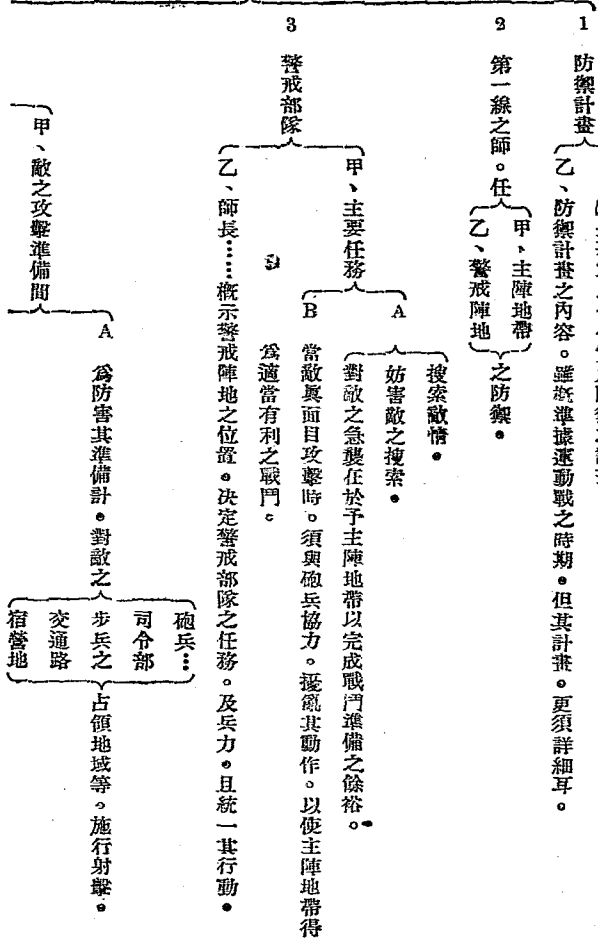 1 防禦計畫
乙、防禦計畫之內容。雖概準據運動戰之時期。但其計畫。更須詳細耳。
2 第一線之師。任
甲、主陣地帶
乙、警戒陣地
之防禦。
3 警戒部隊
甲、主要任務
A
搜索敵情。
妨害敵之搜索。
對敵之急襲在於予主陣地帶以完成戰鬥準備之餘裕。
B 當敵眞面目攻擊時。須與砲兵協力。擾亂其動作。以使主陣地帶得
爲適當有利之戰鬥。
乙、師長……概示警戒陣地之位置。決定警戒部隊之任務。及兵力。且統一其行動。
甲、敵之攻擊準備間
A 爲防害其準備計。對敵之
砲兵…
司令部
步兵之
交通路
宿營地
占領地域等。施行射擊。